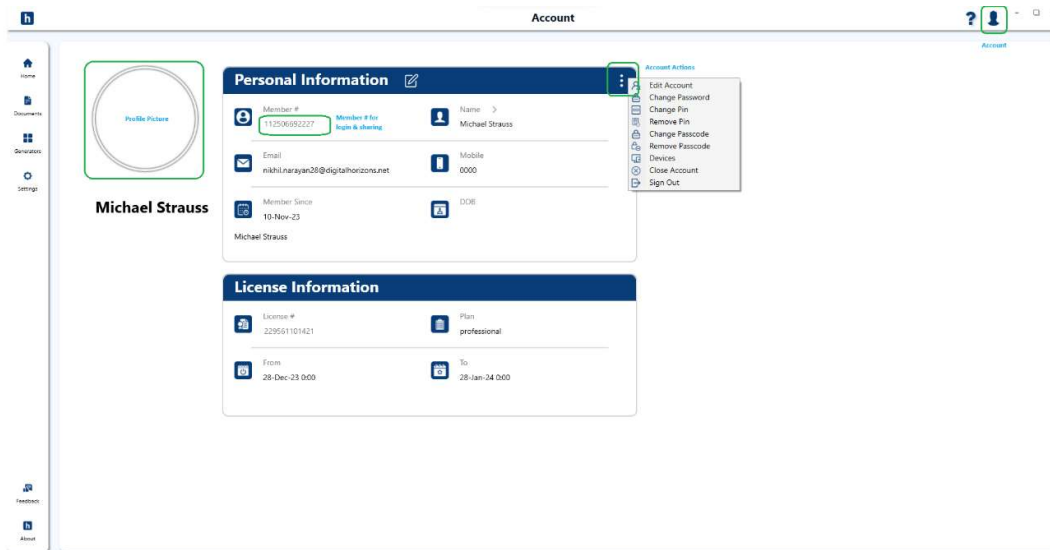 h
Account
?
Account
Home
Documents
Generators
Settings
Feedback
h
About
Profile Picture
Michael Strauss
Personal Information
Account Actions
Member #
112506692227
Member # for
login & sharing
Name >
Michael Strauss
Email
nikhil.narayan28@digitalhorizons.net
Mobile
0000
Member Since
10-Nov-23
DOB
Michael Strauss
Edit Account
Change Password
Change Pin
Remove Pin
Change Passcode
Remove Passcode
Devices
Close Account
Sign Out
License Information
License #
229561101421
Plan
professional
From
28-Dec-23 0:00
To
28-Jan-24 0:00